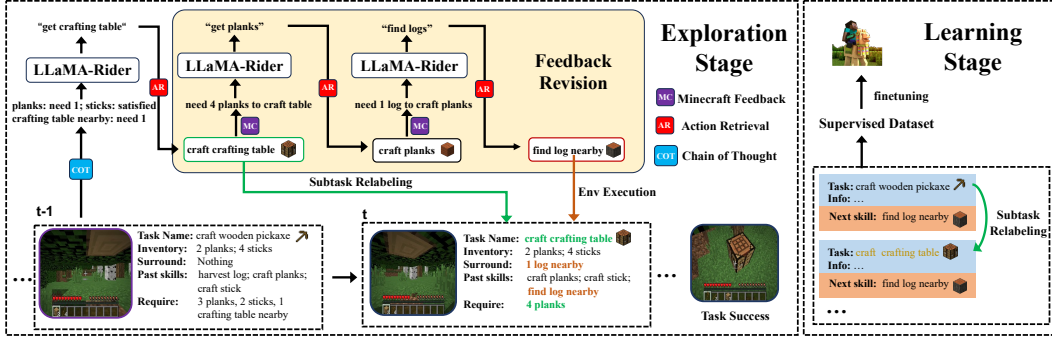 "get crafting table"
LLaMA-Rider
planks: need 1; sticks: satisfied
crafting table nearby: need 1
COT
AR
"get planks"
LLaMA-Rider
need 4 planks to craft table
MC
craft crafting table
AR
"find logs"
LLaMA-Rider
need 1 log to craft planks
MC
craft planks
AR
find log nearby
Feedback
Revision
Subtask Relabeling
Env Execution
Exploration
Stage
MC Minecraft Feedback
AR Action Retrieval
COT Chain of Thought
t-1
Task Name: craft wooden pickaxe
Inventory: 2 planks; 4 sticks
Surround: Nothing
Past skills: harvest log; craft planks;
craft stick
Require: 3 planks, 2 sticks, 1
crafting table nearby
t
Task Name: craft crafting table
Inventory: 2 planks; 4 sticks
Surround: 1 log nearby
Past skills: craft planks; craft stick;
find log nearby
Require: 4 planks
...
...
Task Success
Learning
Stage
finetuning
Supervised Dataset
Task: craft wooden pickaxe
Info: ...
Next skill: find log nearby
Subtask
Relabeling
Task: craft crafting table
Info: ...
Next skill: find log nearby
...